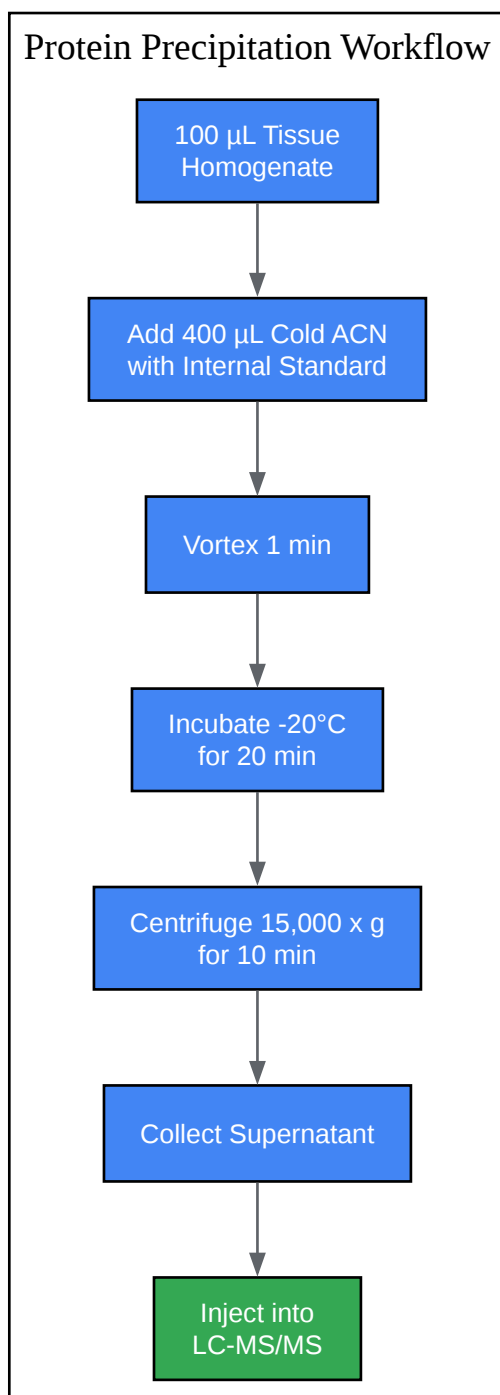 Protein Precipitation Workflow
100 µL Tissue
Homogenate
Add 400 µL Cold ACN
with Internal Standard
Vortex 1 min
Incubate -20°C
for 20 min
Centrifuge 15,000 x g
for 10 min
Collect Supernatant
Inject into
LC-MS/MS